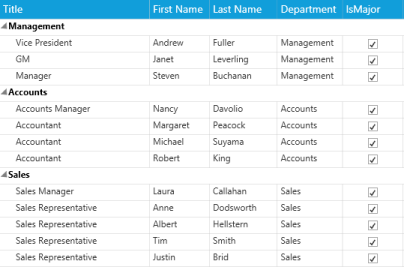 Title First Name Last Name Department IsMajor
Management
Vice President Andrew Fuller Management
GM Janet Leverling Management
Manager Steven Buchanan Management
Accounts
Accounts Manager Nancy Davolio Accounts
Accountant Margaret Peacock Accounts
Accountant Michael Suyama Accounts
Accountant Robert King Accounts
Sales
Sales Manager Laura Callahan Sales
Sales Representative Anne Dodsworth Sales
Sales Representative Albert Hellstern Sales
Sales Representative Tim Smith Sales
Sales Representative Justin Brid Sales